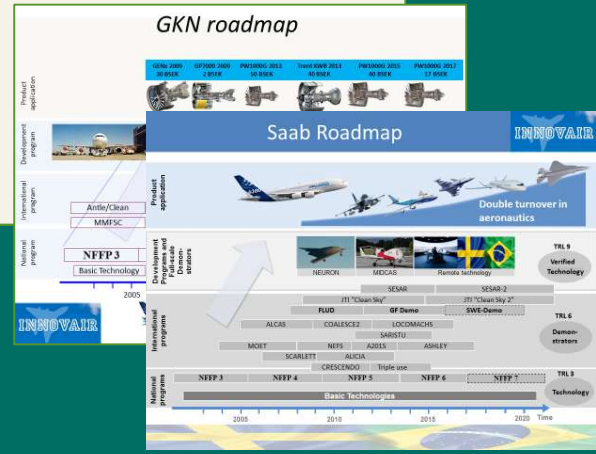 GKN roadmap
GEnx 2009
30 BSEK
GP7000 2009
2 BSEK
PW1000G 2013
50 BSEK
Trent XWB 2013
40 BSEK
PW1000G 2015
40 BSEK
PW1000G 2017
17 BSEK
Product
application
Development
program
International
program
Antle/Clean
MMFSC
National
program
NFFP 3
Basic Technology
2005
INNOVAIR
Saab Roadmap
INNOVAIR
Product
application
Double turnover in
aeronautics
Development
Programs and
Full-scale
Demon-
strators
NEURON
MIDCAS
Remote technology
TRL 9
Verified
Technology
SESAR
SESAR-2
International
programs
JTI "Clean Sky"
JTI "Clean Sky 2"
FLUD
GF Demo
SWE-Demo
TRL 6
Demon-
strators
ALCAS
COALESCE2
LOCOMACHS
SARISTU
MOET
NEFS
A2015
ASHLEY
SCARLETT
ALICIA
CRESCENDO
Triple use
National
programs
NFFP 3
NFFP 4
NFFP 5
NFFP 6
NFFP 7
TRL 3
Technology
Basic Technologies
2005
2010
2015
2020
Time